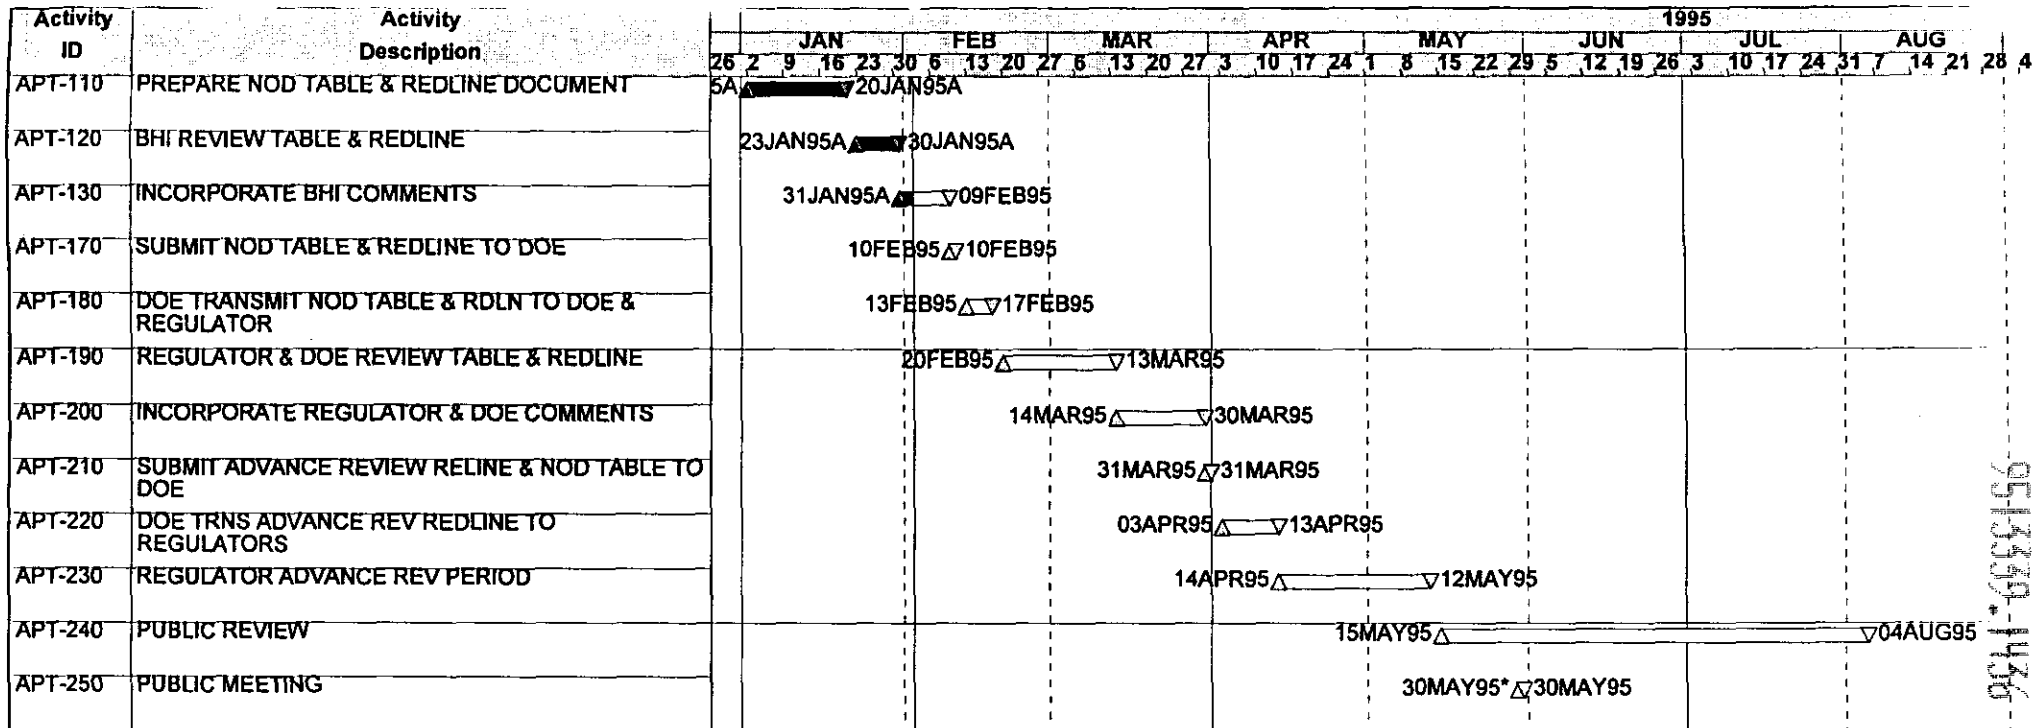 Activity ID Activity Description 1995
JAN FEB MAR APR MAY JUN JUL AUG
26 2 9 16 23 30 6 13 20 27 6 13 20 27 3 10 17 24 1 8 15 22 29 5 12 19 26 3 10 17 24 31 7 14 21 28 4
APT-110 PREPARE NOD TABLE & REDLINE DOCUMENT 5A 20JAN95A
APT-120 BHI REVIEW TABLE & REDLINE 23JAN95A 30JAN95A
APT-130 INCORPORATE BHI COMMENTS 31JAN95A 09FEB95
APT-170 SUBMIT NOD TABLE & REDLINE TO DOE 10FEB95 10FEB95
APT-180 DOE TRANSMIT NOD TABLE & RDLN TO DOE & 13FEB95 17FEB95
REGULATOR
APT-190 REGULATOR & DOE REVIEW TABLE & REDLINE 20FEB95 13MAR95
APT-200 INCORPORATE REGULATOR & DOE COMMENTS 14MAR95 30MAR95
APT-210 SUBMIT ADVANCE REVIEW RELINE & NOD TABLE TO 31MAR95 31MAR95
DOE
APT-220 DOE TRNS ADVANCE REV REDLINE TO 03APR95 13APR95
REGULATORS
APT-230 REGULATOR ADVANCE REV PERIOD 14APR95 12MAY95
APT-240 PUBLIC REVIEW 15MAY95 04AUG95
APT-250 PUBLIC MEETING 30MAY95* 30MAY95